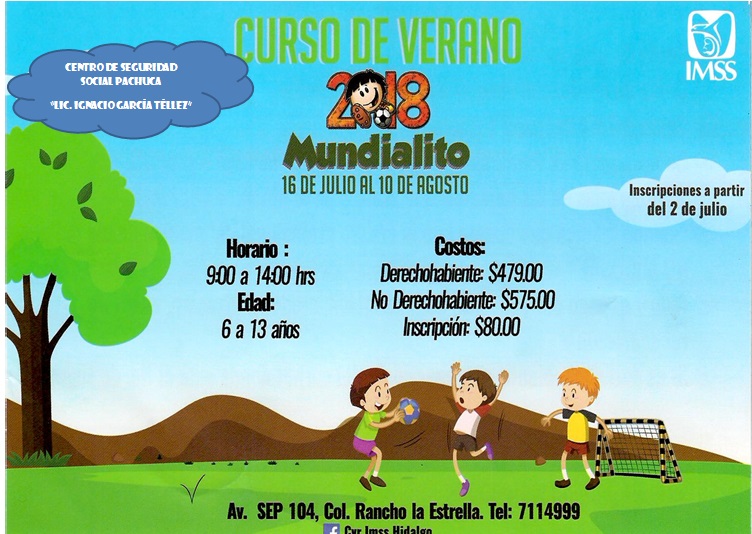 CURSO DE VERANO
2018
Mundialito
16 DE JULIO AL 10 DE AGOSTO
CENTRO DE SEGURIDAD
SOCIAL PACHUCA
"LIC. IGNACIO GARCÍA TÉLLEZ"
IMSS
Inscripciones a partir
del 2 de julio
Horario :
9:00 a 14:00 hrs
Edad:
6 a 13 años
Costos:
Derechohabiente: $479.00
No Derechohabiente: $575.00
Inscripción: $80.00
Av. SEP 104, Col. Rancho la Estrella. Tel: 7114999
f Cvr Imss Hidalgo